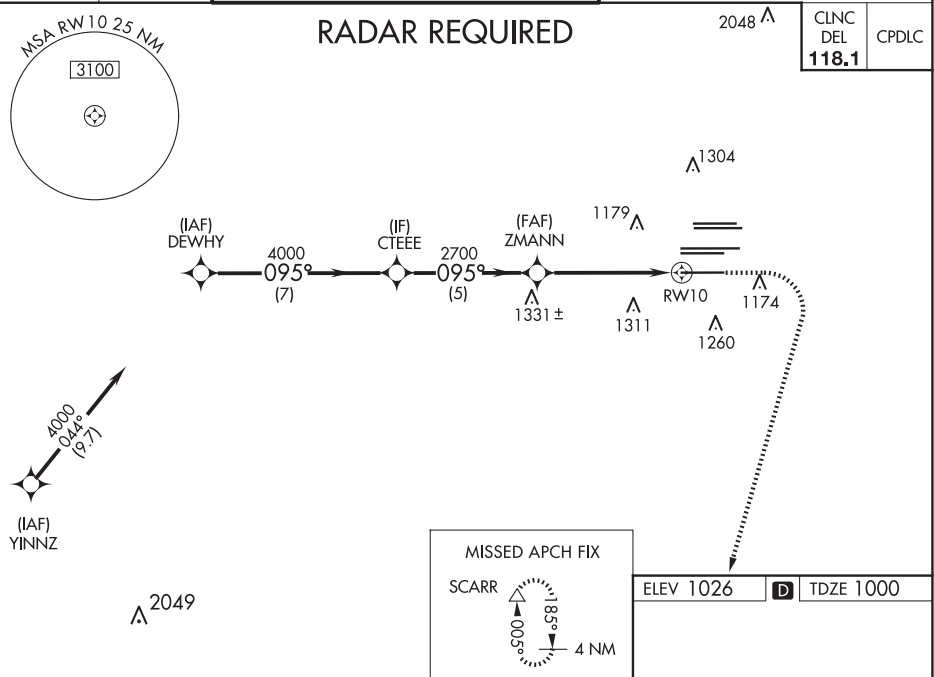 MSA RW10 25 NM
3100
RADAR REQUIRED
2048
CLNC
DEL
118.1
CPDLC
1304
(IAF)
DEWHY
4000
095°
(7)
(IF)
CTEEE
2700
095°
(5)
(FAF)
ZMANN
1179
RW10
1174
1331 ±
1311
1260
4000
044°
(9.7)
(IAF)
YINNZ
2049
MISSED APCH FIX
SCARR
005°
185°
4 NM
ELEV 1026
D
TDZE 1000